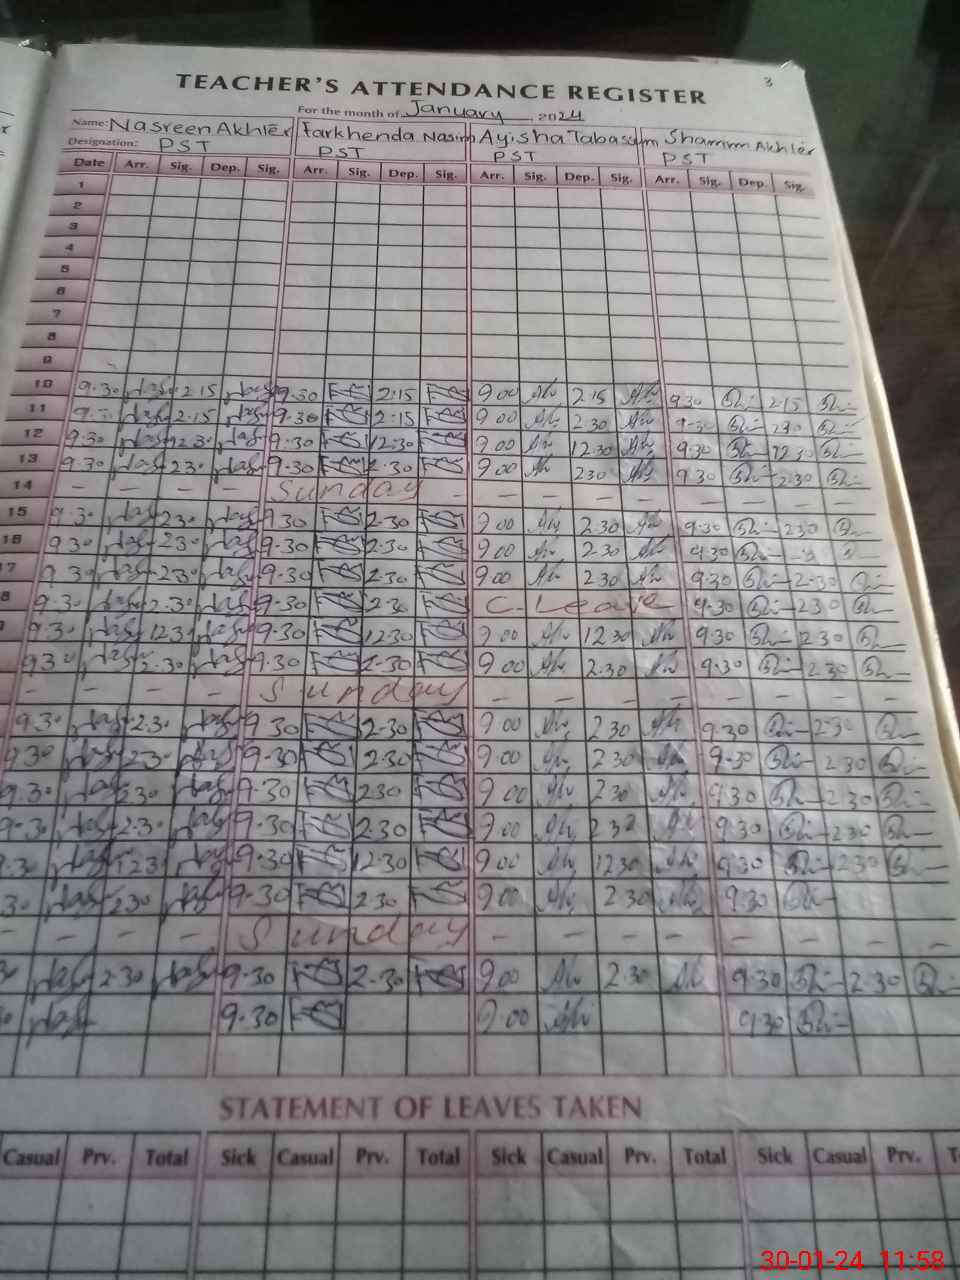 3
TEACHER'S ATTENDANCE REGISTER
For the month of January, 2024
Name: Nasreen Akhter Farkhenda Nasim Ayisha Tabasum Shamim Akhter
Designation: PST PST PST PST
Date Arr. Sig. Dep. Sig. Arr. Sig. Dep. Sig. Arr. Sig. Dep. Sig. Arr. Sig. Dep. Sig.
1
2
3
4
5
6
7
8
9
10 9.30 2.15 9.30 2.15 9 00 2 15 9.30 2.15
11 9.30 2.15 9.30 2.15 9 00 2.30 9.30 2.30
12 9.30 12.30 9.30 12.30 9 00 12.30 9.30 12.30
13 9.30 2.30 9.30 2.30 9 00 2 30 9.30 2.30
14 – – – – Sunday – – – – – – – –
15 9.30 2.30 9.30 2.30 9 00 2.30 9.30 2.30
16 9.30 2.30 9.30 2.30 9 00 2.30 9.30
17 9.30 2.30 9.30 2.30 9 00 2.30 9.30 2.30
8 9.30 2.30 9.30 2.30 C. Leave 9.30 2.30
9.30 12.30 9.30 12.30 9 00 12 30 9.30 2.30
9.30 2.30 9.30 2.30 9 00 2.30 9.30 2.30
– – – – Sunday – – – – – – –
9.30 2.30 9 30 2.30 9 00 2 30 9.30 2.30
9.30 2.30 9.30 2.30 9.00 2 30 9.30 2 30
9.30 2.30 9.30 2.30 9 00 2 30 9.30 2.30
9.30 2.30 9.30 2.30 9.00 2 30 9.30 2.30
9.30 12.30 9.30 12.30 9 00 12.30 9.30 2.30
2.30 9.30 2.30 9 00 2.30 9.30
– – – – Sunday – – – – – – –
2.30 9.30 2.30 9.00 2.30 9.30 2.30
9.30 9.00 9.30
STATEMENT OF LEAVES TAKEN
Casual Prv. Total Sick Casual Prv. Total Sick Casual Prv. Total Sick Casual Prv.
30-01-24 11:58